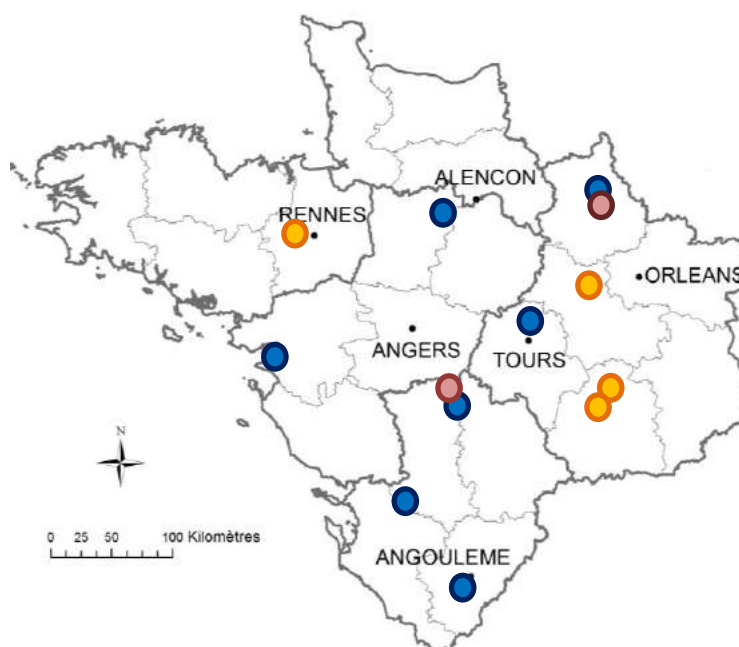 ALENCON
RENNES
ORLEANS
ANGERS
TOURS
N
0 25 50 100 Kilomètres
ANGOULEME